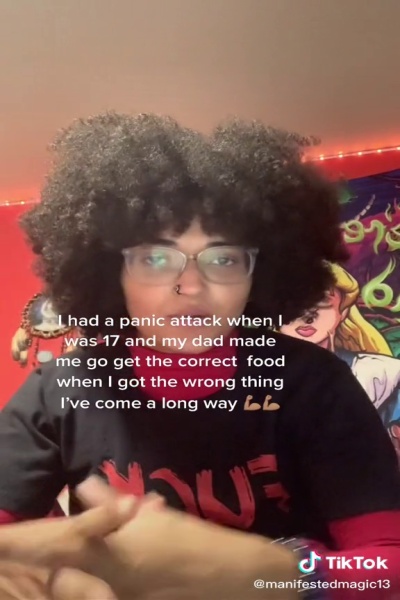 I had a panic attack when I
was 17 and my dad made
me go get the correct food
when I got the wrong thing
I've come a long way 💪🏽💪🏽
TikTok
@manifestedmagic13